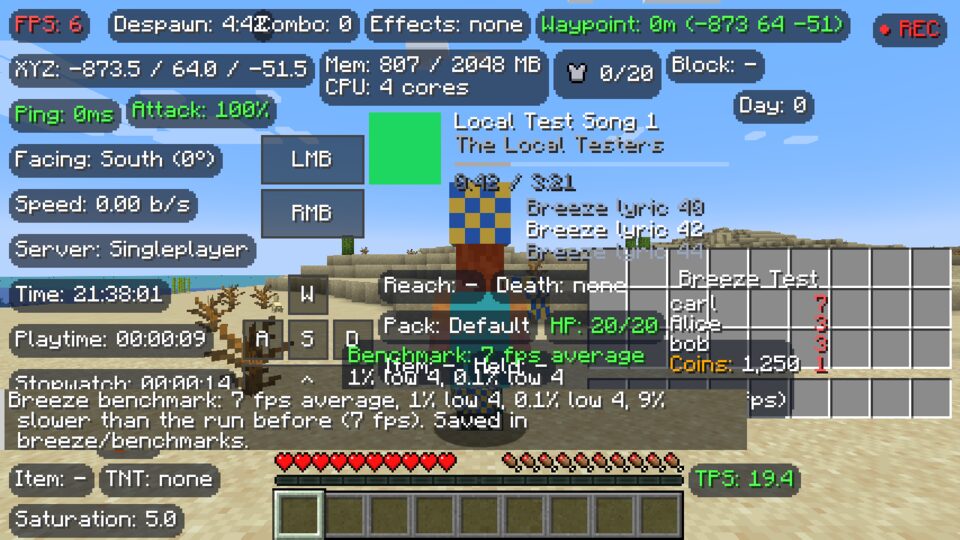 FPS: 6
Despawn: 4:42
Combo: 0
Effects: none
Waypoint: 0m (-873 64 -51)
REC
XYZ: -873.5 / 64.0 / -51.5
Mem: 807 / 2048 MB
CPU: 4 cores
0/20
Block: -
Day: 0
Ping: 0ms
Attack: 100%
Local Test Song 1
The Local Testers
0:42 / 3:21
Facing: South (0°)
LMB
RMB
Speed: 0.00 b/s
Breeze lyric 40
Breeze lyric 42
Breeze lyric 44
Server: Singleplayer
Time: 21:38:01
W
Reach: -
Death: none
Breeze Test
carl 7
Alice 3
bob 3
Coins: 1,250 1
Playtime: 00:00:09
A
S
D
Pack: Default
HP: 20/20
Benchmark: 7 fps average
1% low 4, 0.1% low 4
Item: -
Held: -
Stopwatch: 00:00:14
^
Breeze benchmark: 7 fps average, 1% low 4, 0.1% low 4, 9%
slower than the run before (7 fps). Saved in
breeze/benchmarks.
fps)
Item: -
TNT: none
TPS: 19.4
Saturation: 5.0